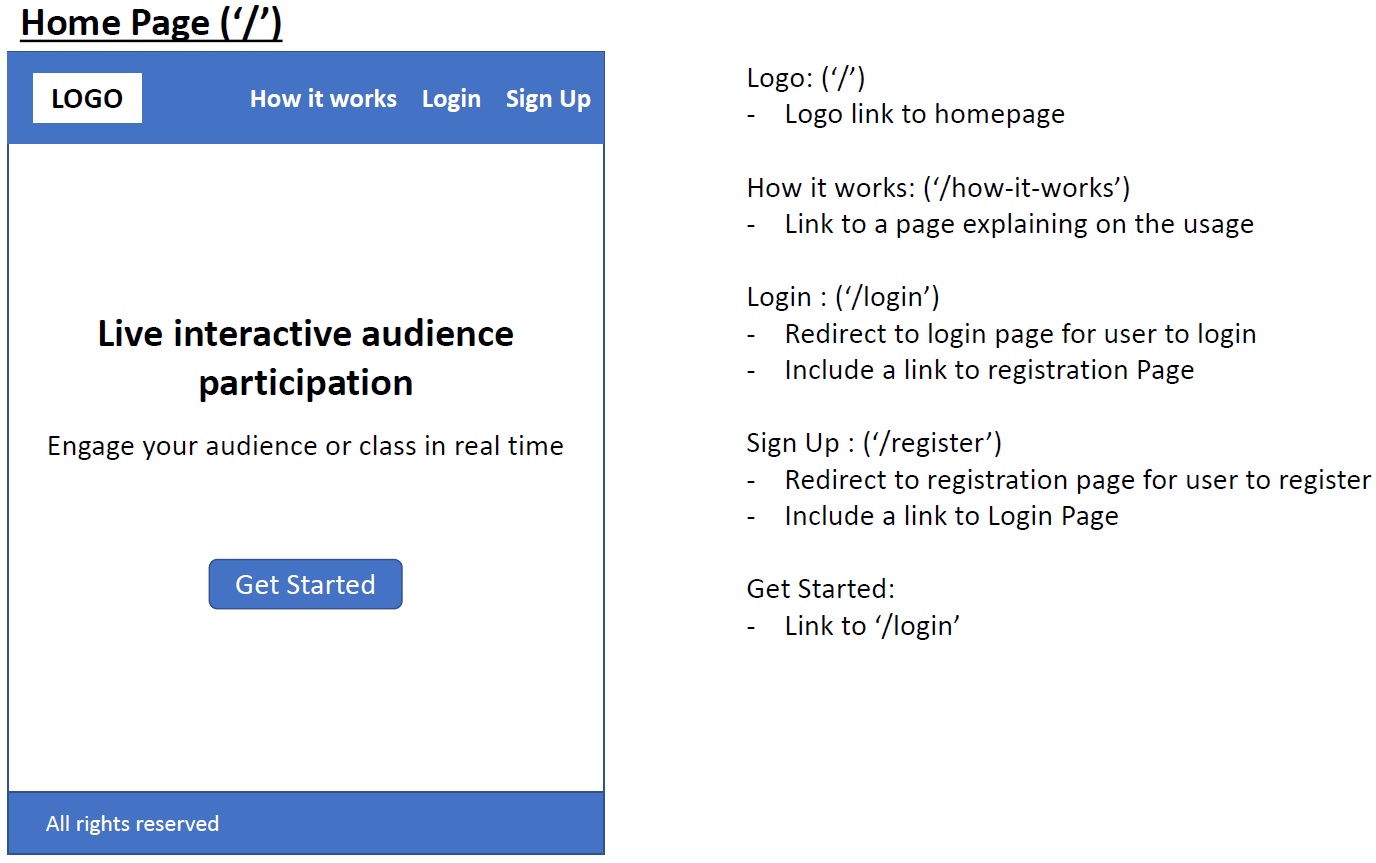 Home Page (‘/’)
LOGO
How it works Login Sign Up
Live interactive audience
participation
Engage your audience or class in real time
Get Started
All rights reserved
Logo: (‘/’)
- Logo link to homepage
How it works: (‘/how-it-works’)
- Link to a page explaining on the usage
Login : (‘/login’)
- Redirect to login page for user to login
- Include a link to registration Page
Sign Up : (‘/register’)
- Redirect to registration page for user to register
- Include a link to Login Page
Get Started:
- Link to ‘/login’